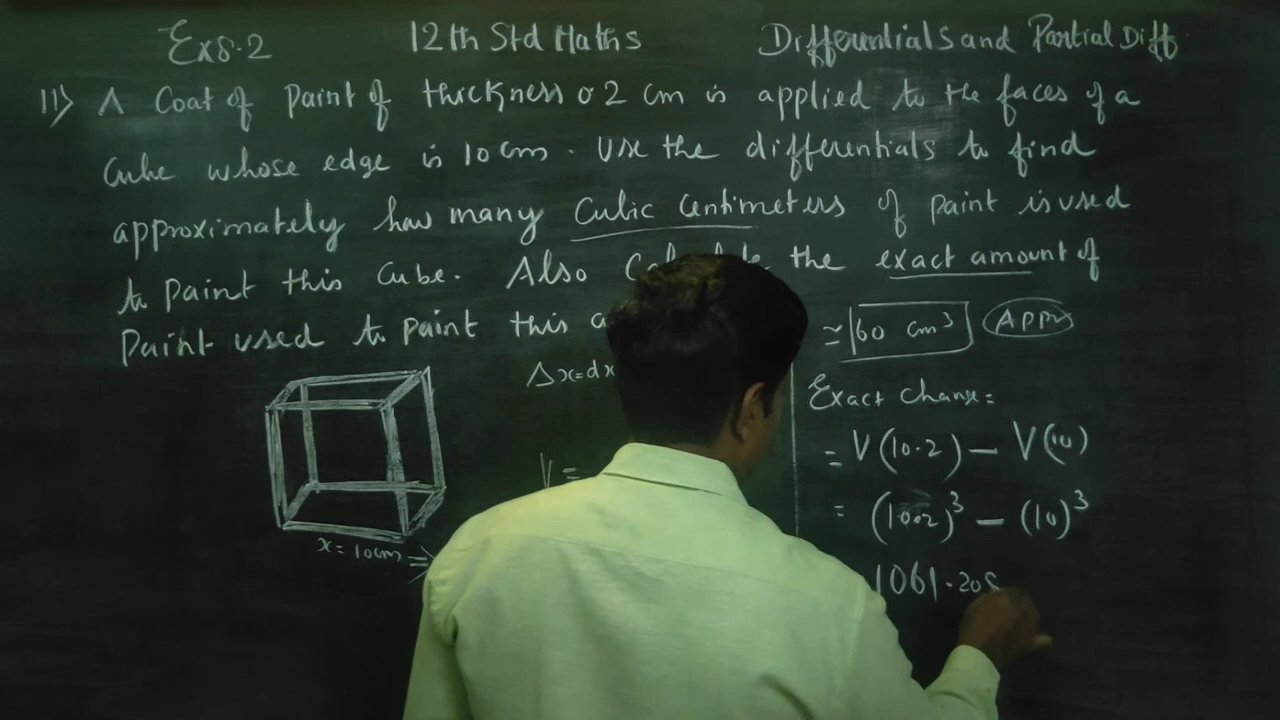 Ex 8.2 12th Std Maths Differentials and Partial Diff
11) A Coat of paint of thickness 0.2 cm is applied to the faces of a
cube whose edge is 10 cm. Use the differentials to find
approximately how many cubic centimeters of paint is used
to paint this cube. Also the exact amount of
Paint used to paint this
Δx=dx
V =
x = 10cm ⇒
≃ 60 cm³ App
Exact change =
= V(10.2) - V(10)
= (10.2)³ - (10)³
1061.208